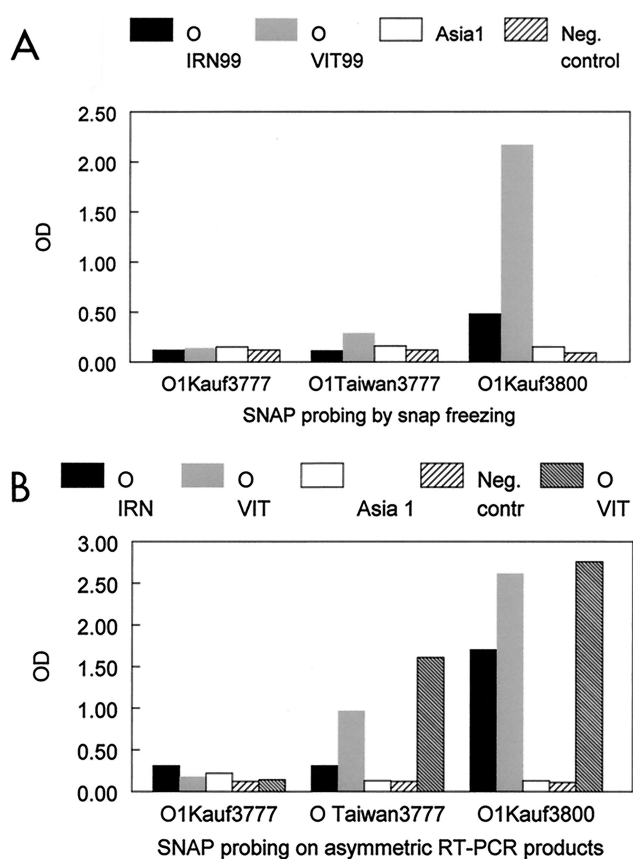 A
O O Asia1 Neg.
IRN99 VIT99 control
2.50
2.00
1.50
1.00
0.50
0.00
OD
O1Kauf3777 O1Taiwan3777 O1Kauf3800
SNAP probing by snap freezing
B
O O Neg. O
IRN VIT Asia 1 contr VIT
3.00
2.50
2.00
1.50
1.00
0.50
0.00
OD
O1Kauf3777 O Taiwan3777 O1Kauf3800
SNAP probing on asymmetric RT-PCR products